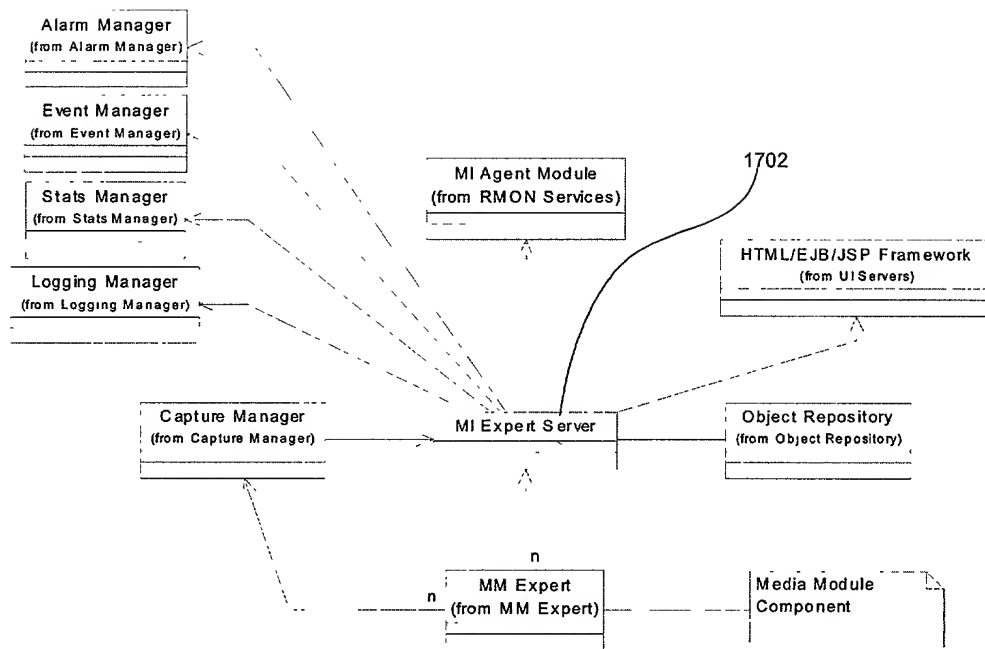 Alarm Manager
(from Alarm Manager)
Event Manager
(from Event Manager)
Stats Manager
(from Stats Manager)
Logging Manager
(from Logging Manager)
MI Agent Module
(from RMON Services)
1702
HTML/EJB/JSP Framework
(from UI Servers)
Capture Manager
(from Capture Manager)
MI Expert Server
Object Repository
(from Object Repository)
n
n
MM Expert
(from MM Expert)
Media Module
Component